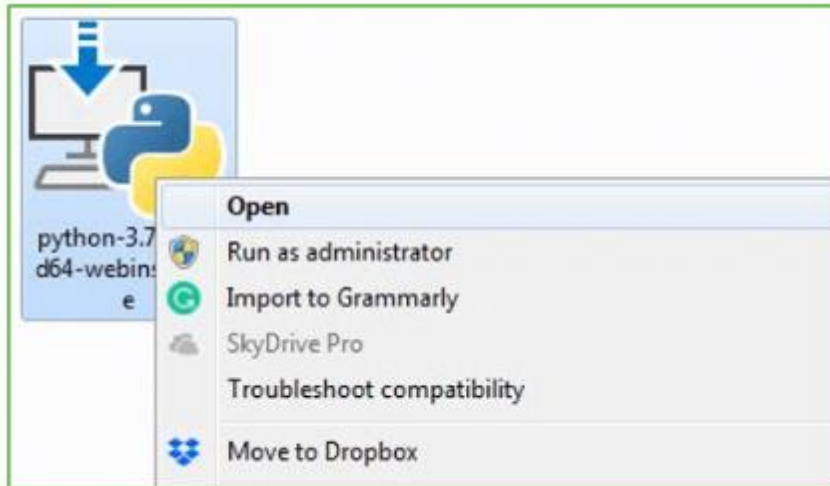 python-3.7
d64-webins
e
Open
Run as administrator
Import to Grammarly
SkyDrive Pro
Troubleshoot compatibility
Move to Dropbox